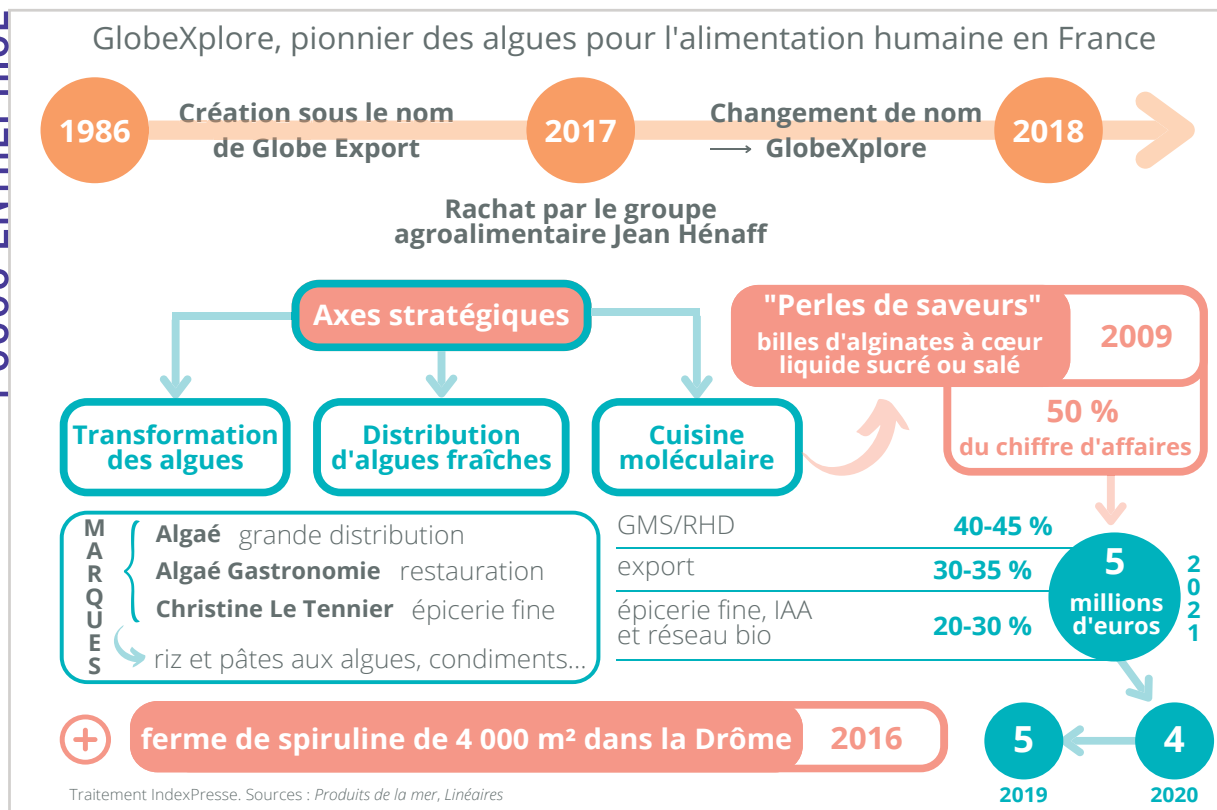 GlobeXplore, pionnier des algues pour l'alimentation humaine en France
1986
Création sous le nom
de Globe Export
2017
Changement de nom
→ GlobeXplore
2018
Rachat par le groupe
agroalimentaire Jean Hénaff
Axes stratégiques
"Perles de saveurs"
billes d'alginates à cœur
liquide sucré ou salé
2009
50 %
du chiffre d'affaires
Transformation
des algues
Distribution
d'algues fraîches
Cuisine
moléculaire
MARQUES
Algaé grande distribution
Algaé Gastronomie restauration
Christine Le Tennier épicerie fine
riz et pâtes aux algues, condiments...
GMS/RHD 40-45 %
export 30-35 %
épicerie fine, IAA
et réseau bio 20-30 %
5
millions
d'euros
2021
ferme de spiruline de 4 000 m² dans la Drôme 2016
5
2019
4
2020
Traitement IndexPresse. Sources : Produits de la mer, Linéaires